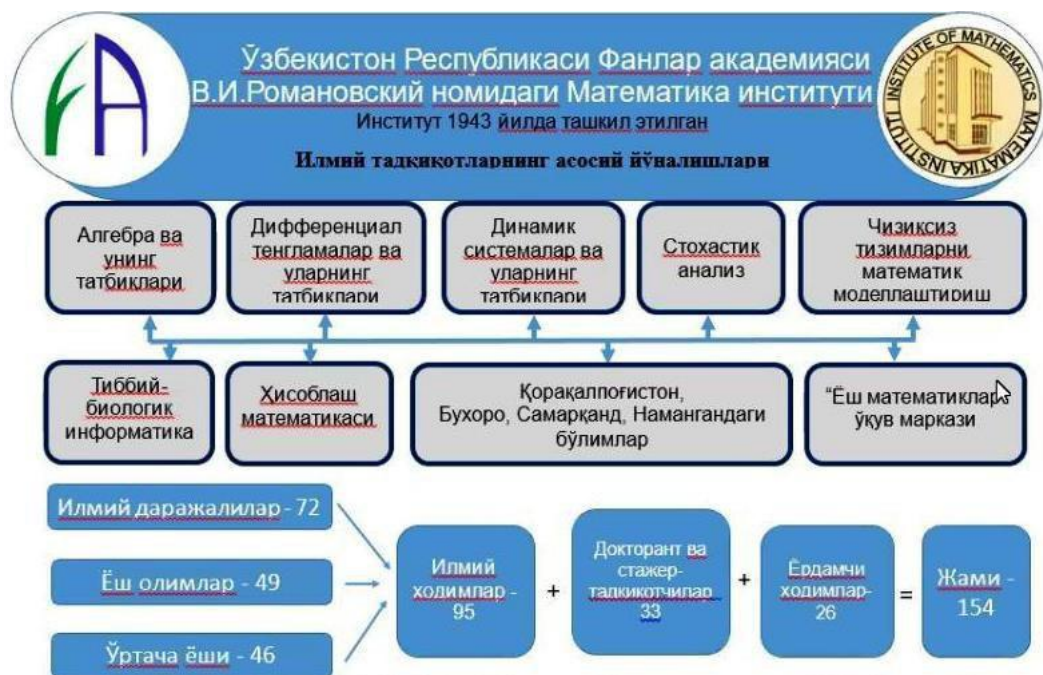 Ўзбекистон Республикаси Фанлар академияси
В.И.Романовский номидаги Математика институти
Институт 1943 йилда ташкил этилган
Илмий тадқиқотларнинг асосий йўналишлари
INSTITUTE OF MATHEMATICS
MATEMATIKA INSTITUTI
Алгебра ва
унинг
татбиқлари
Дифференциал
тенгламалар ва
уларнинг
татбиқлари
Динамик
системалар ва
уларнинг
татбиқлари
Стохастик
анализ
Чизиқсиз
тизимларни
математик
моделлаштириш
Тиббий-
биологик
информатика
Ҳисоблаш
математикаси
Қорақалпоғистон,
Бухоро, Самарқанд, Намангандаги
бўлимлар
“Ёш математиклар
ўқув маркази
Илмий даражалилар - 72
Ёш олимлар - 49
Ўртача ёши - 46
Илмий
ходимлар -
95
+
Докторант ва
стажер-
тадқиқотчилар
33
+
Ёрдамчи
ходимлар-
26
=
Жами -
154